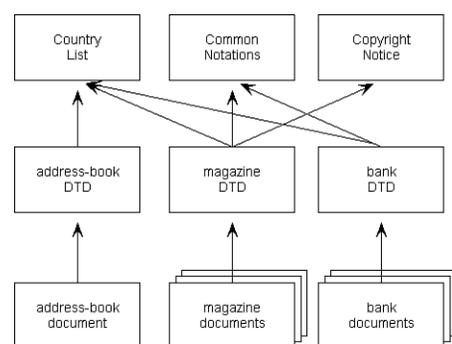 Country
List
Common
Notations
Copyright
Notice
address-book
DTD
magazine
DTD
bank
DTD
address-book
document
magazine
documents
bank
documents